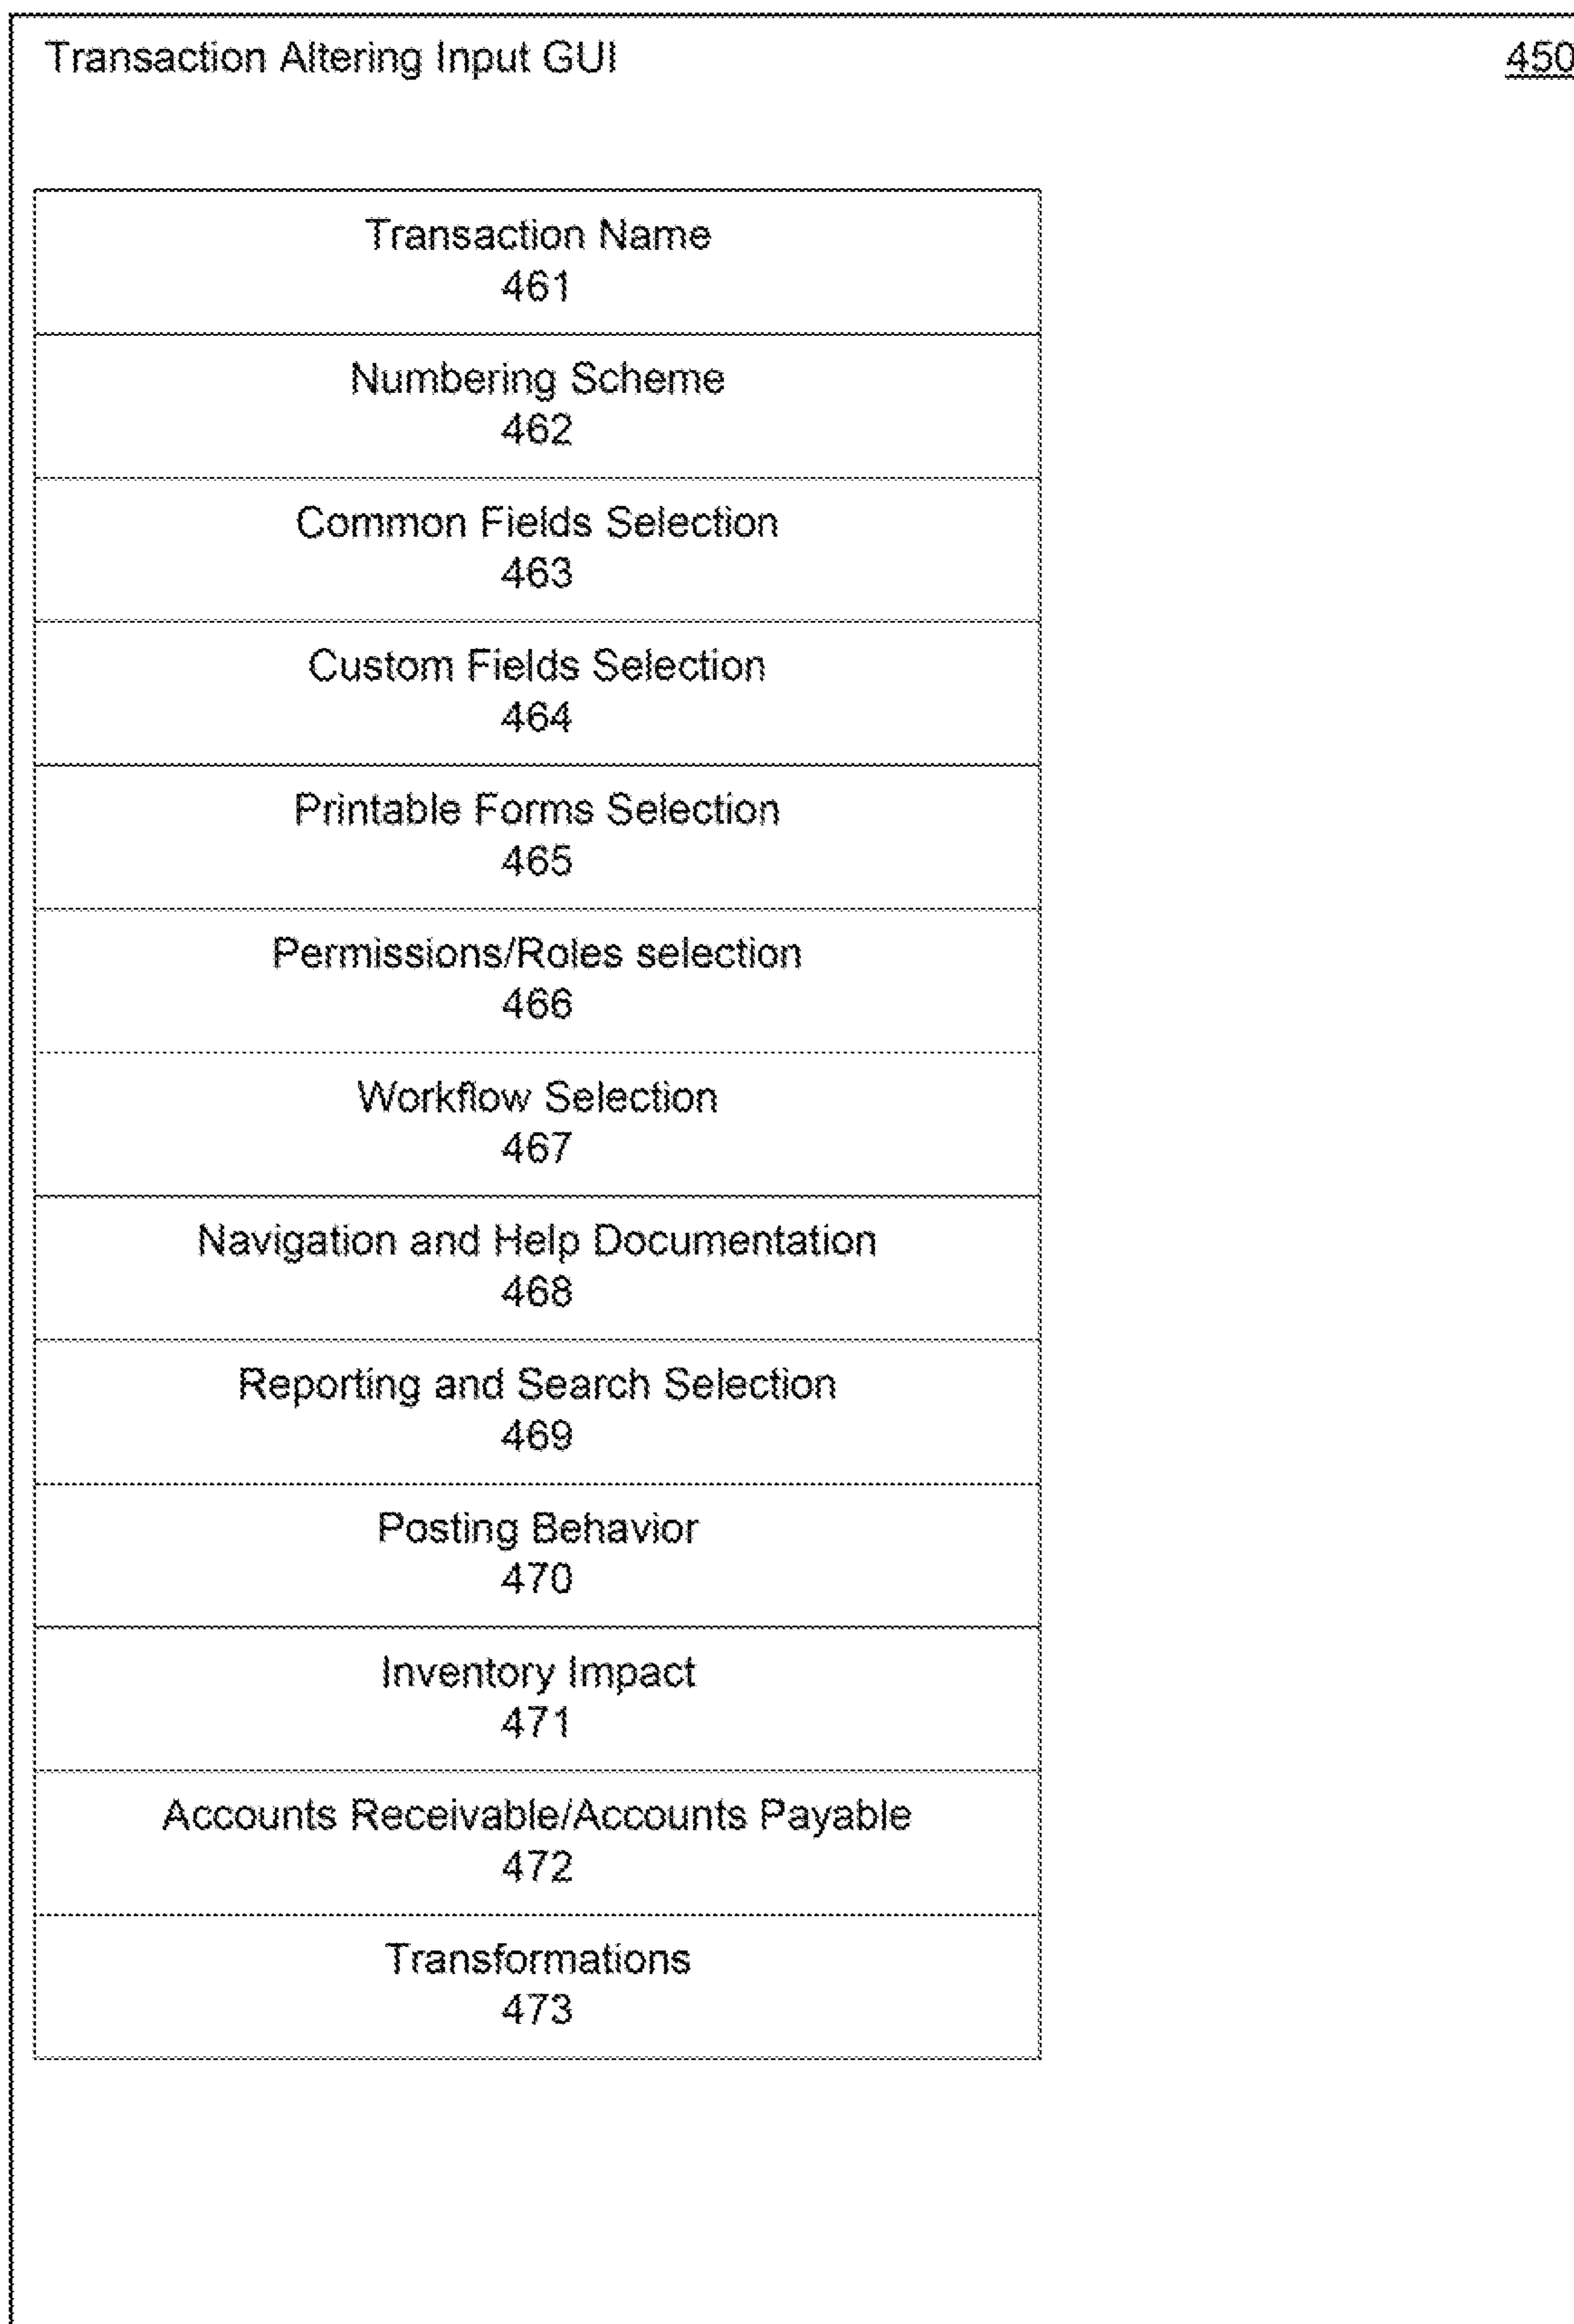 Transaction Altering Input GUI 450
Transaction Name
461
Numbering Scheme
462
Common Fields Selection
463
Custom Fields Selection
464
Printable Forms Selection
465
Permissions/Roles selection
466
Workflow Selection
467
Navigation and Help Documentation
468
Reporting and Search Selection
469
Posting Behavior
470
Inventory Impact
471
Accounts Receivable/Accounts Payable
472
Transformations
473